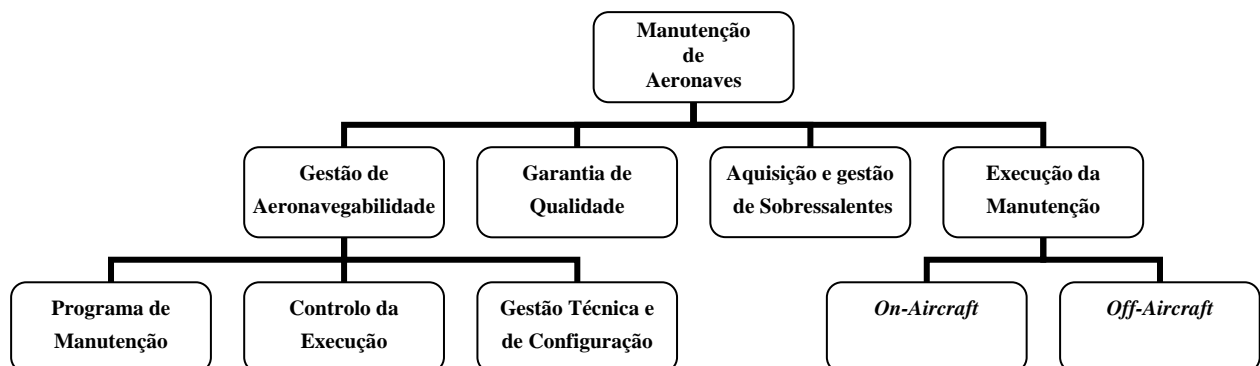 Manutenção
de
Aeronaves
Gestão de
Aeronavegabilidade
Garantia de
Qualidade
Aquisição e gestão
de Sobressalentes
Execução da
Manutenção
Programa de
Manutenção
Controlo da
Execução
Gestão Técnica e
de Configuração
On-Aircraft
Off-Aircraft